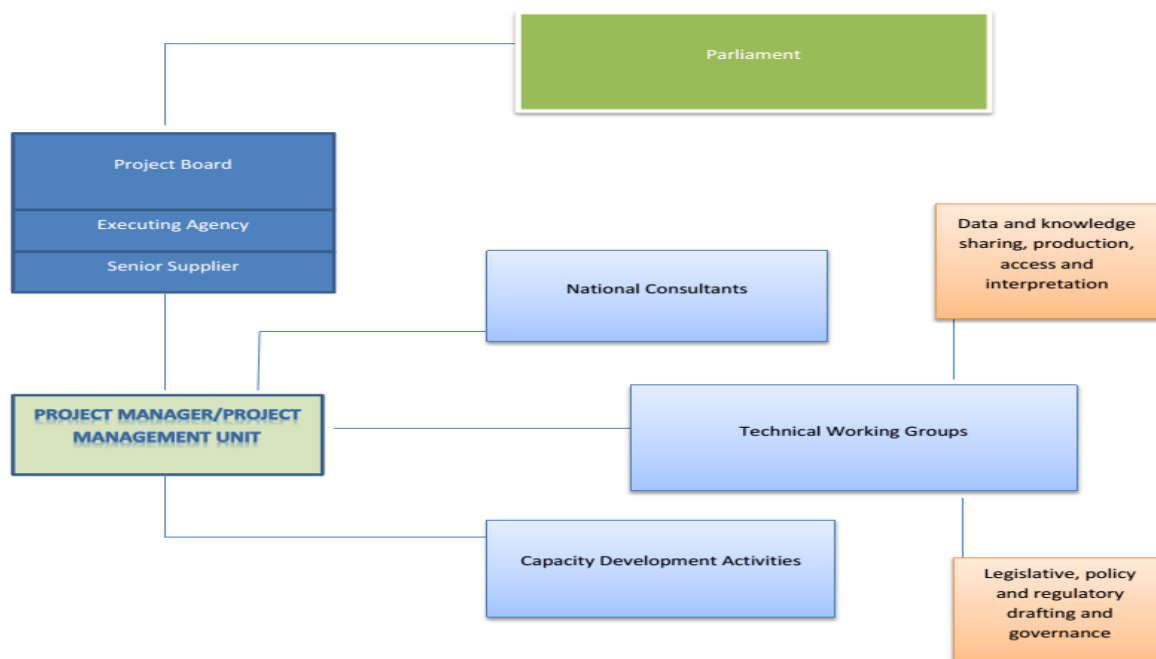 Parliament
Project Board
Executing Agency
Senior Supplier
Data and knowledge
sharing, production,
access and
interpretation
National Consultants
PROJECT MANAGER/PROJECT
MANAGEMENT UNIT
Technical Working Groups
Capacity Development Activities
Legislative, policy
and regulatory
drafting and
governance